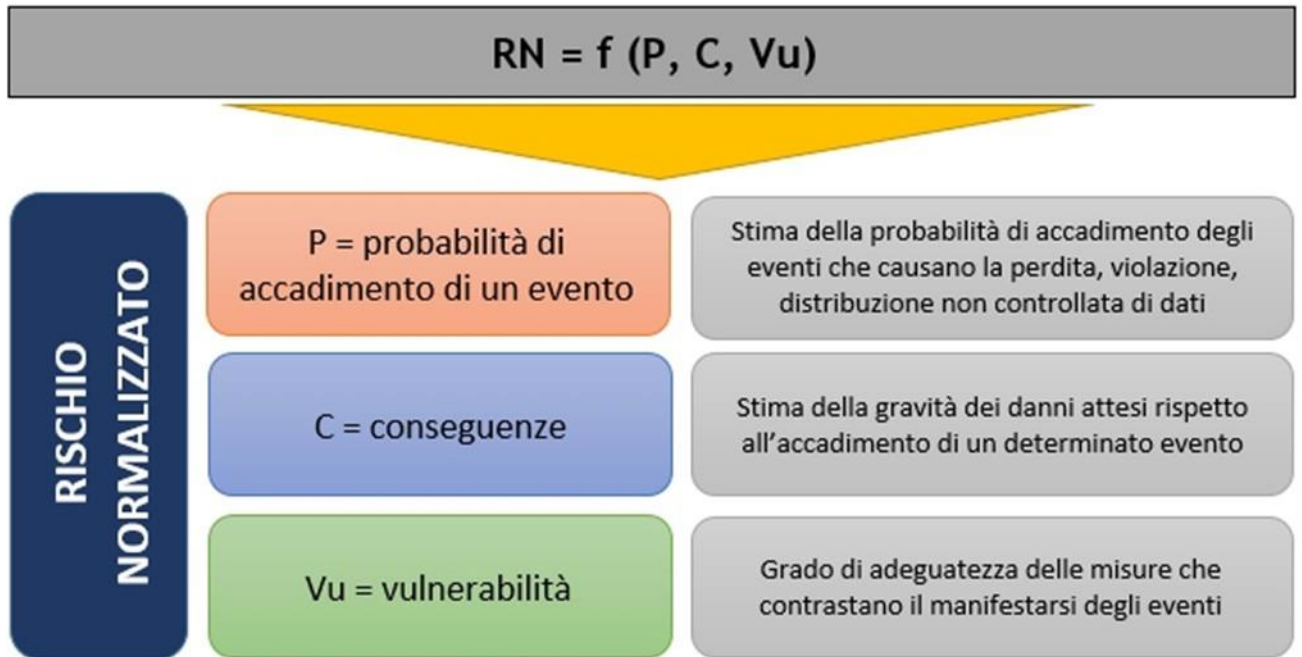 RN = f (P, C, Vu)
RISCHIO
NORMALIZZATO
P = probabilità di
accadimento di un evento
Stima della probabilità di accadimento degli
eventi che causano la perdita, violazione,
distribuzione non controllata di dati
C = conseguenze
Stima della gravità dei danni attesi rispetto
all'accadimento di un determinato evento
Vu = vulnerabilità
Grado di adeguatezza delle misure che
contrastano il manifestarsi degli eventi